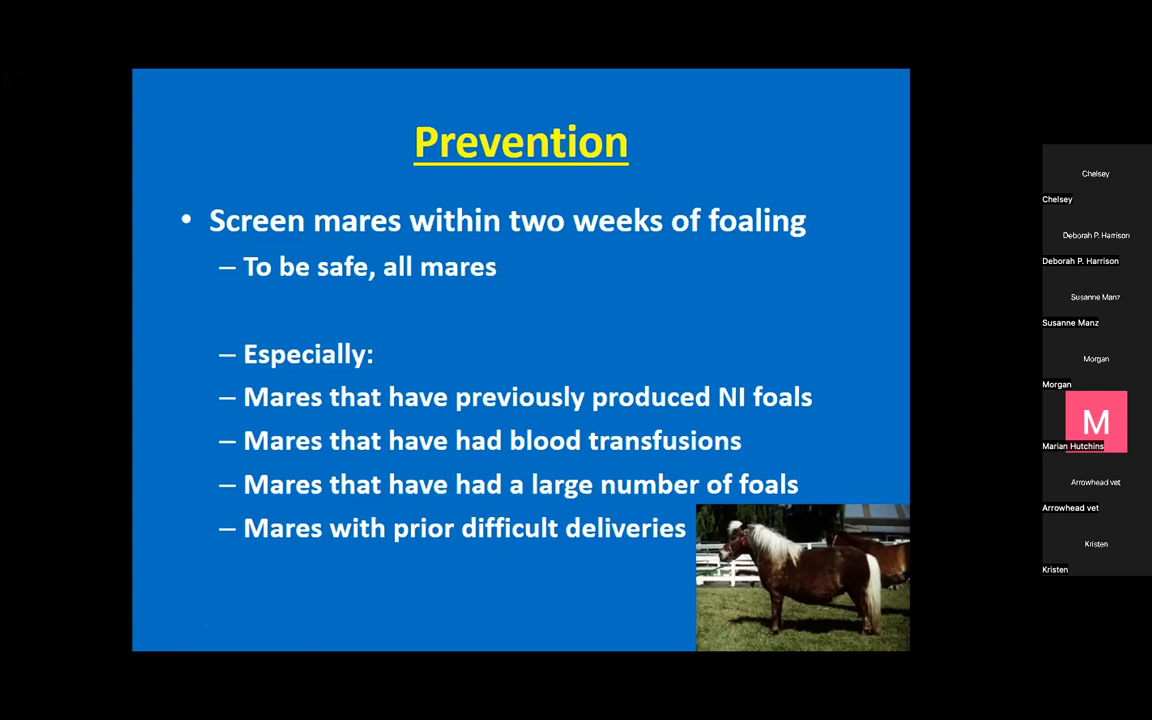 Prevention
• Screen mares within two weeks of foaling
– To be safe, all mares
– Especially:
– Mares that have previously produced NI foals
– Mares that have had blood transfusions
– Mares that have had a large number of foals
– Mares with prior difficult deliveries
Chelsey
Chelsey
Deborah P. Harrison
Deborah P. Harrison
Susanne Manz
Susanne Manz
Morgan
Morgan
M
Marian Hutchins
Arrowhead vet
Arrowhead vet
Kristen
Kristen